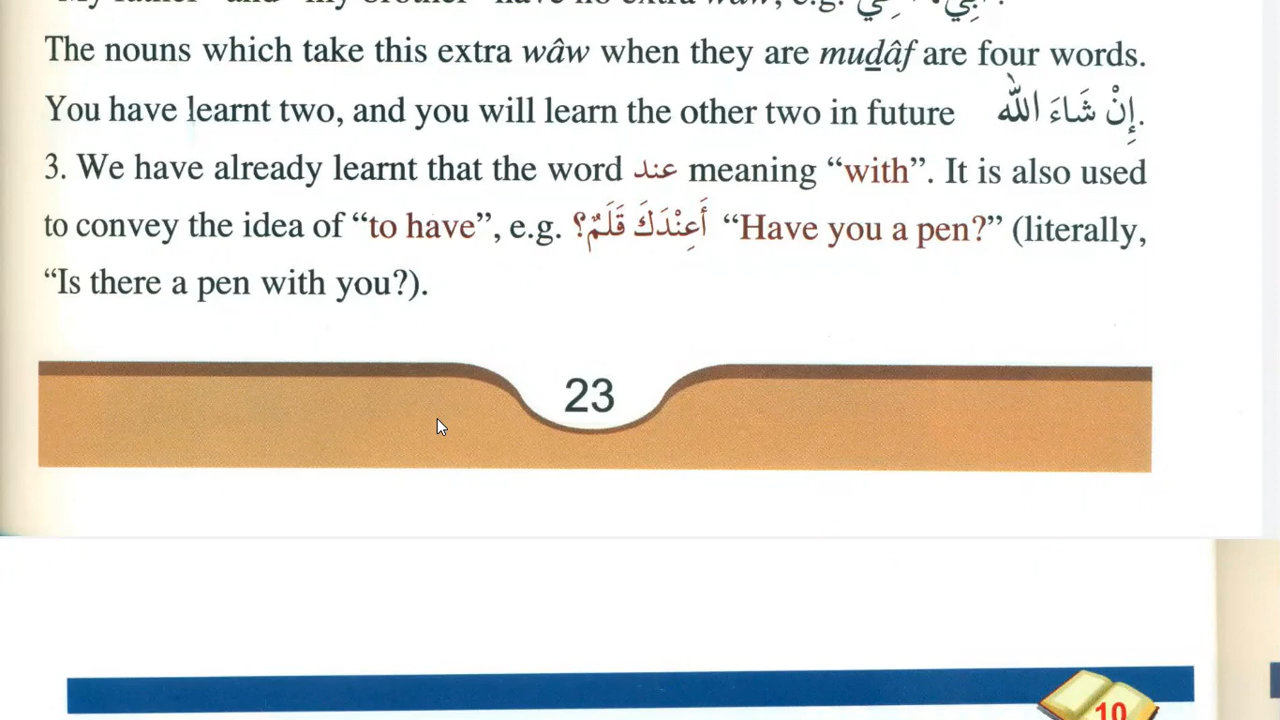 "My father" and "my brother" have no extra wâw, e.g.
The nouns which take this extra wâw when they are mudâf are four words.
You have learnt two, and you will learn the other two in future إِنْ شَاءَ اللّٰه.
3. We have already learnt that the word عند meaning “with”. It is also used
to convey the idea of “to have”, e.g. أَعِنْدَكَ قَلَمٌ؟ “Have you a pen?” (literally,
“Is there a pen with you?).
23
10